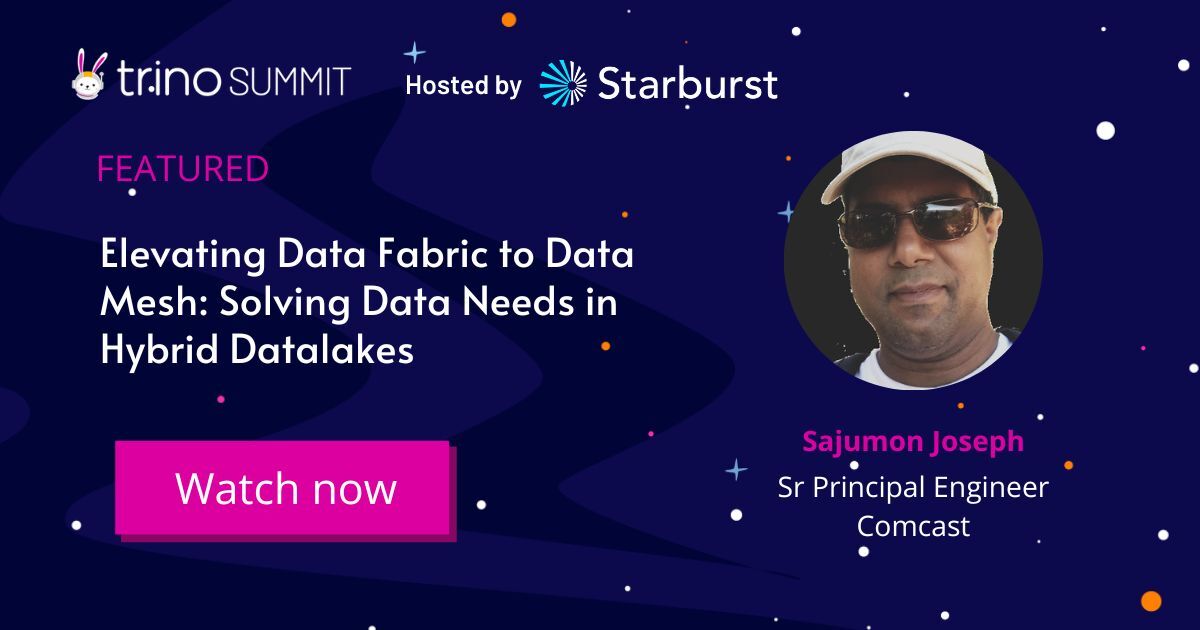 trino SUMMIT
Hosted by Starburst
FEATURED
Elevating Data Fabric to Data
Mesh: Solving Data Needs in
Hybrid Datalakes
Watch now
Sajumon Joseph
Sr Principal Engineer
Comcast